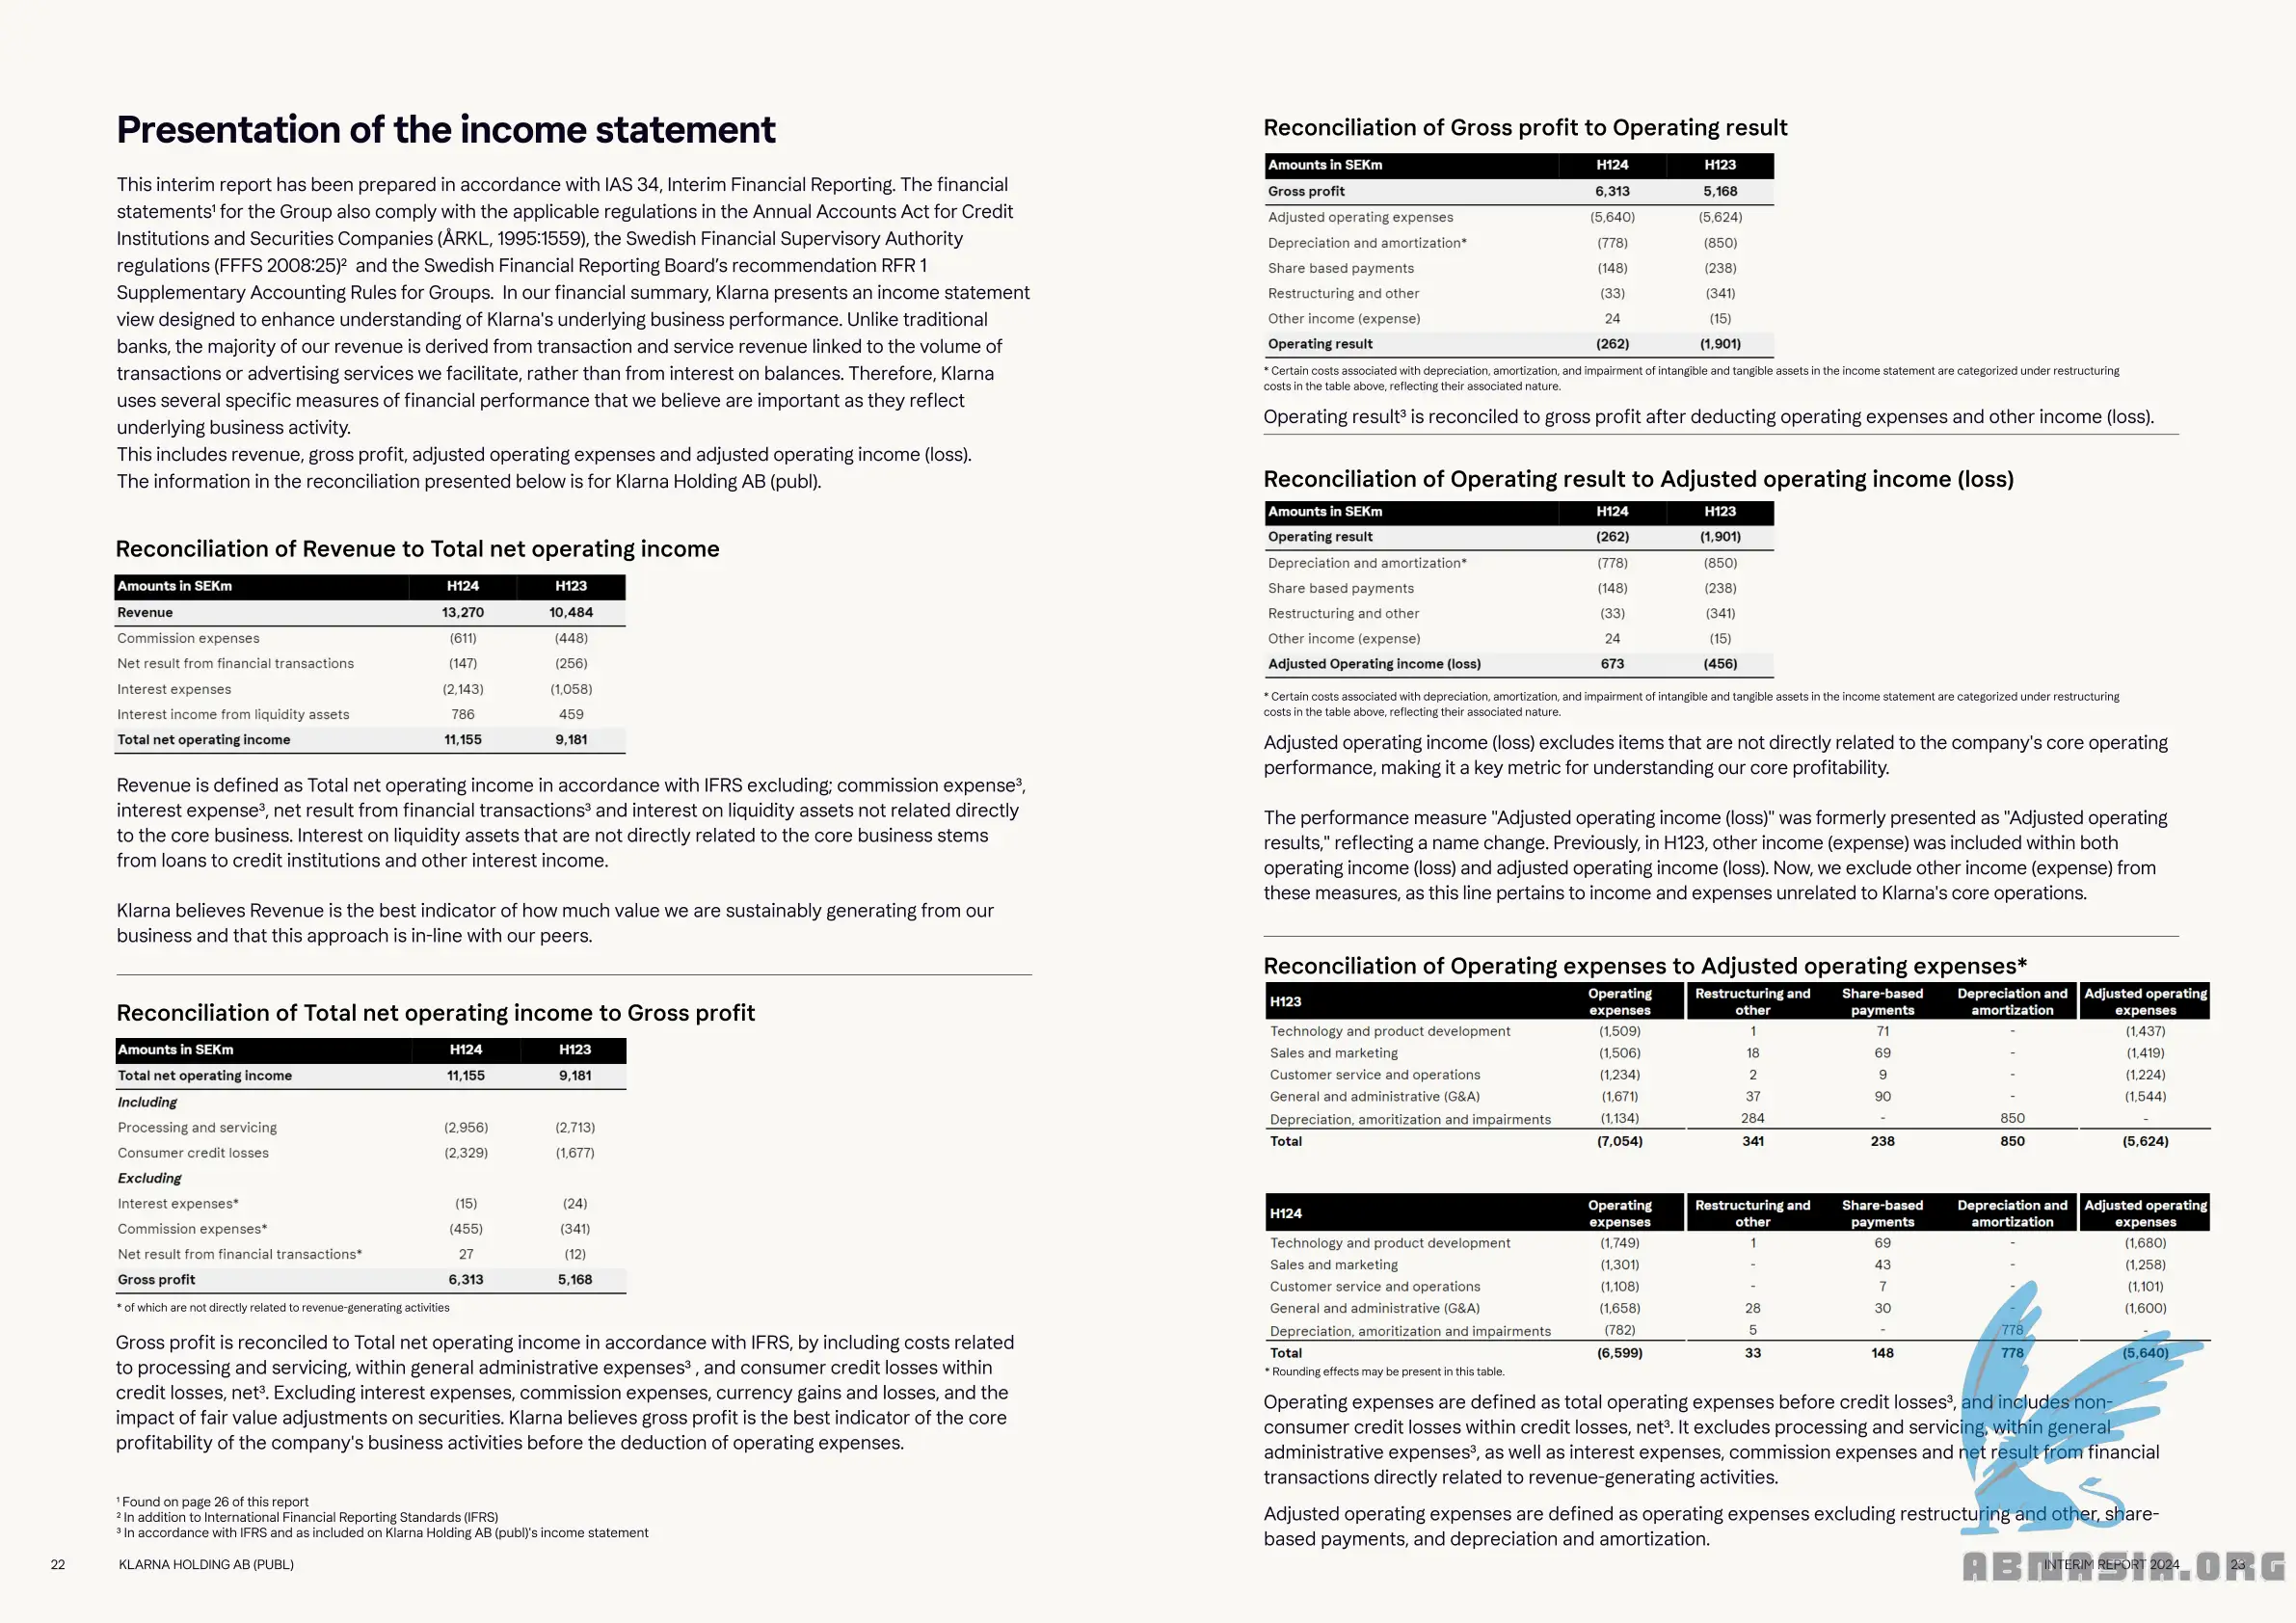 Presentation of the income statement
This interim report has been prepared in accordance with IAS 34, Interim Financial Reporting. The financial
statements¹ for the Group also comply with the applicable regulations in the Annual Accounts Act for Credit
Institutions and Securities Companies (ÅRKL, 1995:1559), the Swedish Financial Supervisory Authority
regulations (FFFS 2008:25)² and the Swedish Financial Reporting Board's recommendation RFR 1
Supplementary Accounting Rules for Groups. In our financial summary, Klarna presents an income statement
view designed to enhance understanding of Klarna's underlying business performance. Unlike traditional
banks, the majority of our revenue is derived from transaction and service revenue linked to the volume of
transactions or advertising services we facilitate, rather than from interest on balances. Therefore, Klarna
uses several specific measures of financial performance that we believe are important as they reflect
underlying business activity.
This includes revenue, gross profit, adjusted operating expenses and adjusted operating income (loss).
The information in the reconciliation presented below is for Klarna Holding AB (publ).
Reconciliation of Revenue to Total net operating income
Amounts in SEKm H124 H123
Revenue 13,270 10,484
Commission expenses (611) (448)
Net result from financial transactions (147) (256)
Interest expenses (2,143) (1,058)
Interest income from liquidity assets 786 459
Total net operating income 11,155 9,181
Revenue is defined as Total net operating income in accordance with IFRS excluding; commission expense³,
interest expense³, net result from financial transactions³ and interest on liquidity assets not related directly
to the core business. Interest on liquidity assets that are not directly related to the core business stems
from loans to credit institutions and other interest income.
Klarna believes Revenue is the best indicator of how much value we are sustainably generating from our
business and that this approach is in-line with our peers.
Reconciliation of Total net operating income to Gross profit
Amounts in SEKm H124 H123
Total net operating income 11,155 9,181
Including
Processing and servicing (2,956) (2,713)
Consumer credit losses (2,329) (1,677)
Excluding
Interest expenses* (15) (24)
Commission expenses* (455) (341)
Net result from financial transactions* 27 (12)
Gross profit 6,313 5,168
* of which are not directly related to revenue-generating activities
Gross profit is reconciled to Total net operating income in accordance with IFRS, by including costs related
to processing and servicing, within general administrative expenses³ , and consumer credit losses within
credit losses, net³. Excluding interest expenses, commission expenses, currency gains and losses, and the
impact of fair value adjustments on securities. Klarna believes gross profit is the best indicator of the core
profitability of the company's business activities before the deduction of operating expenses.
¹ Found on page 26 of this report
² In addition to International Financial Reporting Standards (IFRS)
³ In accordance with IFRS and as included on Klarna Holding AB (publ)'s income statement
22 KLARNA HOLDING AB (PUBL)
Reconciliation of Gross profit to Operating result
Amounts in SEKm H124 H123
Gross profit 6,313 5,168
Adjusted operating expenses (5,640) (5,624)
Depreciation and amortization* (778) (850)
Share based payments (148) (238)
Restructuring and other (33) (341)
Other income (expense) 24 (15)
Operating result (262) (1,901)
* Certain costs associated with depreciation, amortization, and impairment of intangible and tangible assets in the income statement are categorized under restructuring
costs in the table above, reflecting their associated nature.
Operating result³ is reconciled to gross profit after deducting operating expenses and other income (loss).
Reconciliation of Operating result to Adjusted operating income (loss)
Amounts in SEKm H124 H123
Operating result (262) (1,901)
Depreciation and amortization* (778) (850)
Share based payments (148) (238)
Restructuring and other (33) (341)
Other income (expense) 24 (15)
Adjusted Operating income (loss) 673 (456)
* Certain costs associated with depreciation, amortization, and impairment of intangible and tangible assets in the income statement are categorized under restructuring
costs in the table above, reflecting their associated nature.
Adjusted operating income (loss) excludes items that are not directly related to the company's core operating
performance, making it a key metric for understanding our core profitability.
The performance measure "Adjusted operating income (loss)" was formerly presented as "Adjusted operating
results," reflecting a name change. Previously, in H123, other income (expense) was included within both
operating income (loss) and adjusted operating income (loss). Now, we exclude other income (expense) from
these measures, as this line pertains to income and expenses unrelated to Klarna's core operations.
Reconciliation of Operating expenses to Adjusted operating expenses*
H123 Operating expenses Restructuring and other Share-based payments Depreciation and amortization Adjusted operating expenses
Technology and product development (1,509) 1 71 - (1,437)
Sales and marketing (1,506) 18 69 - (1,419)
Customer service and operations (1,234) 2 9 - (1,224)
General and administrative (G&A) (1,671) 37 90 - (1,544)
Depreciation, amoritization and impairments (1,134) 284 - 850 -
Total (7,054) 341 238 850 (5,624)
H124 Operating expenses Restructuring and other Share-based payments Depreciation and amortization Adjusted operating expenses
Technology and product development (1,749) 1 69 - (1,680)
Sales and marketing (1,301) - 43 - (1,258)
Customer service and operations (1,108) - 7 - (1,101)
General and administrative (G&A) (1,658) 28 30 - (1,600)
Depreciation, amoritization and impairments (782) 5 - 778 -
Total (6,599) 33 148 778 (5,640)
* Rounding effects may be present in this table.
Operating expenses are defined as total operating expenses before credit losses³, and includes non-
consumer credit losses within credit losses, net³. It excludes processing and servicing, within general
administrative expenses³, as well as interest expenses, commission expenses and net result from financial
transactions directly related to revenue-generating activities.
Adjusted operating expenses are defined as operating expenses excluding restructuring and other, share-
based payments, and depreciation and amortization.
INTERIM REPORT 2024 23
ABNASIA.ORG